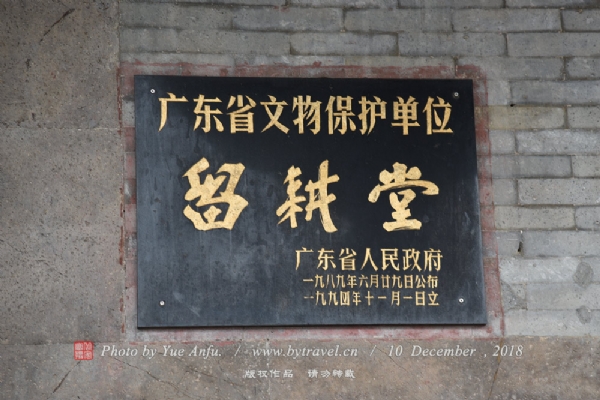 广东省文物保护单位
留耕堂
广东省人民政府
一九八九年六月廿九日公布
一九九四年十一月一日立
Photo by Yue Anfu. / www.bytravel.cn / 10 December , 2018
版权作品 请勿转载